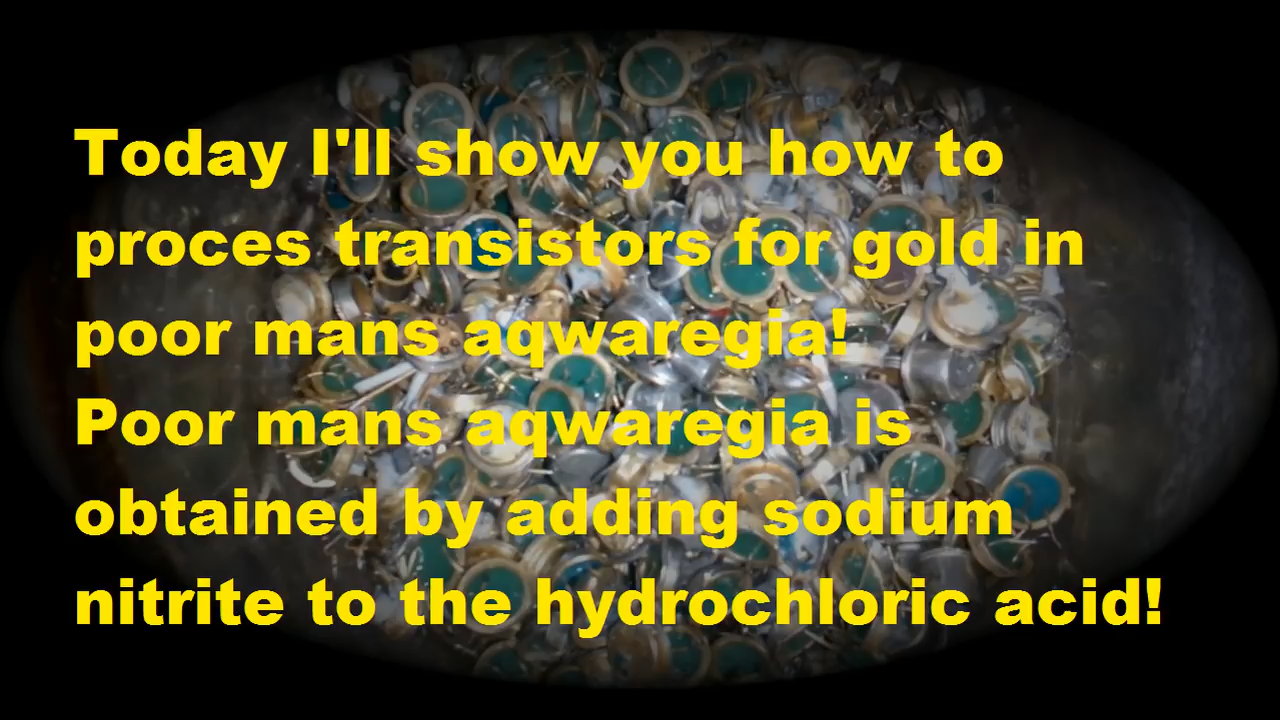 Today I'll show you how to
proces transistors for gold in
poor mans aqwaregia!
Poor mans aqwaregia is
obtained by adding sodium
nitrite to the hydrochloric acid!